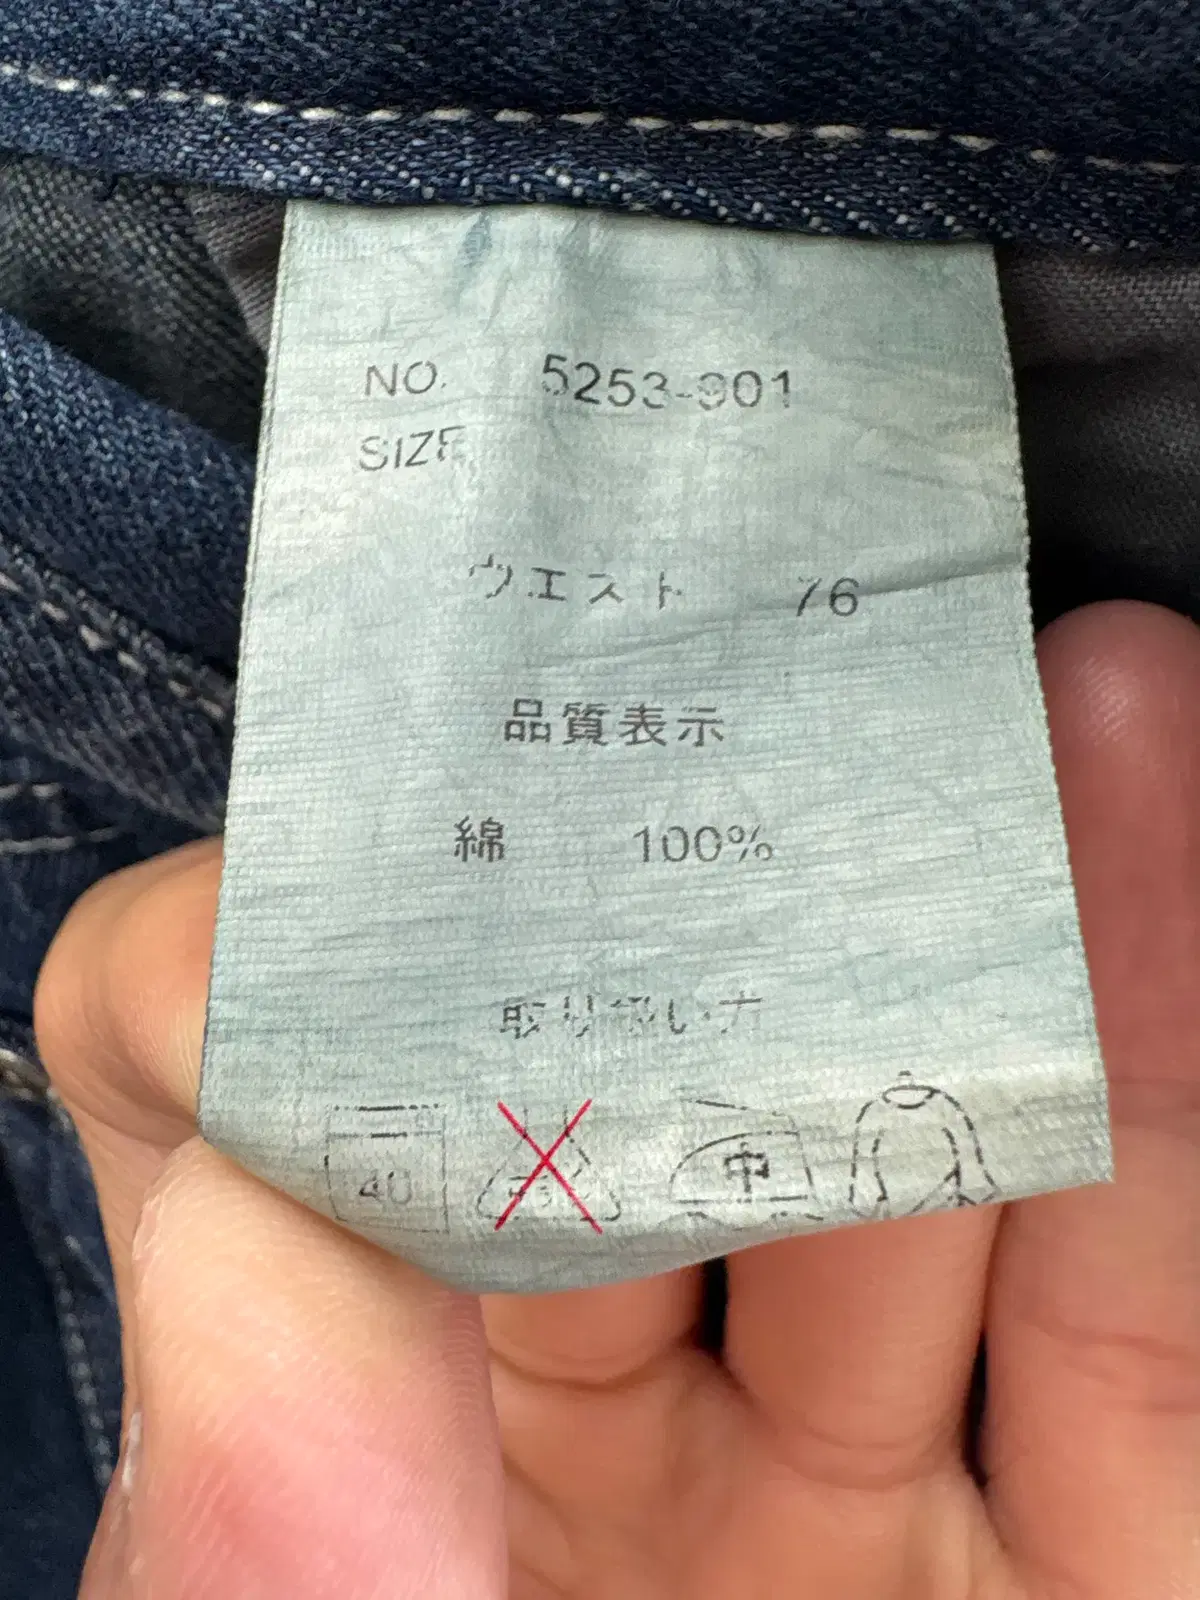 NO. 5253-901
SIZE
ウエスト 76
品質表示
綿 100%
取り扱い方
40
中